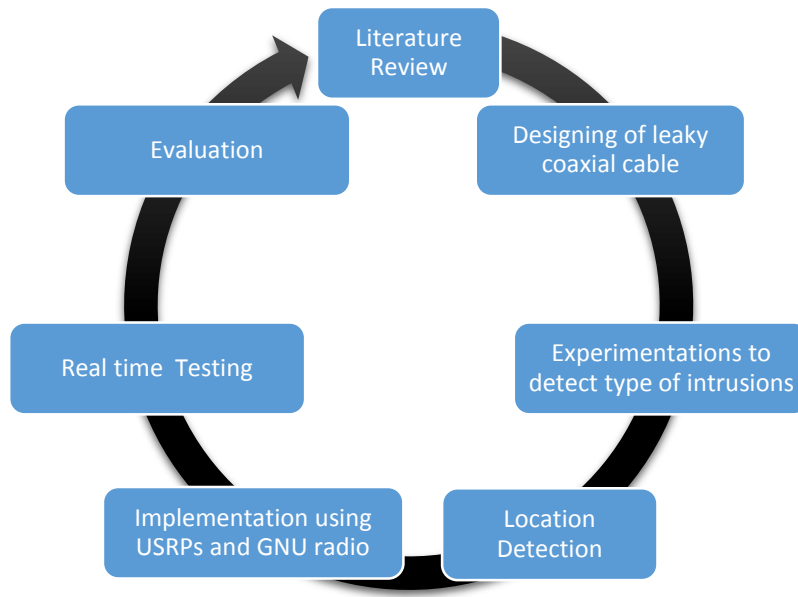 Literature
Review
Designing of leaky
coaxial cable
Experimentations to
detect type of intrusions
Location
Detection
Implementation using
USRPs and GNU radio
Real time  Testing
Evaluation